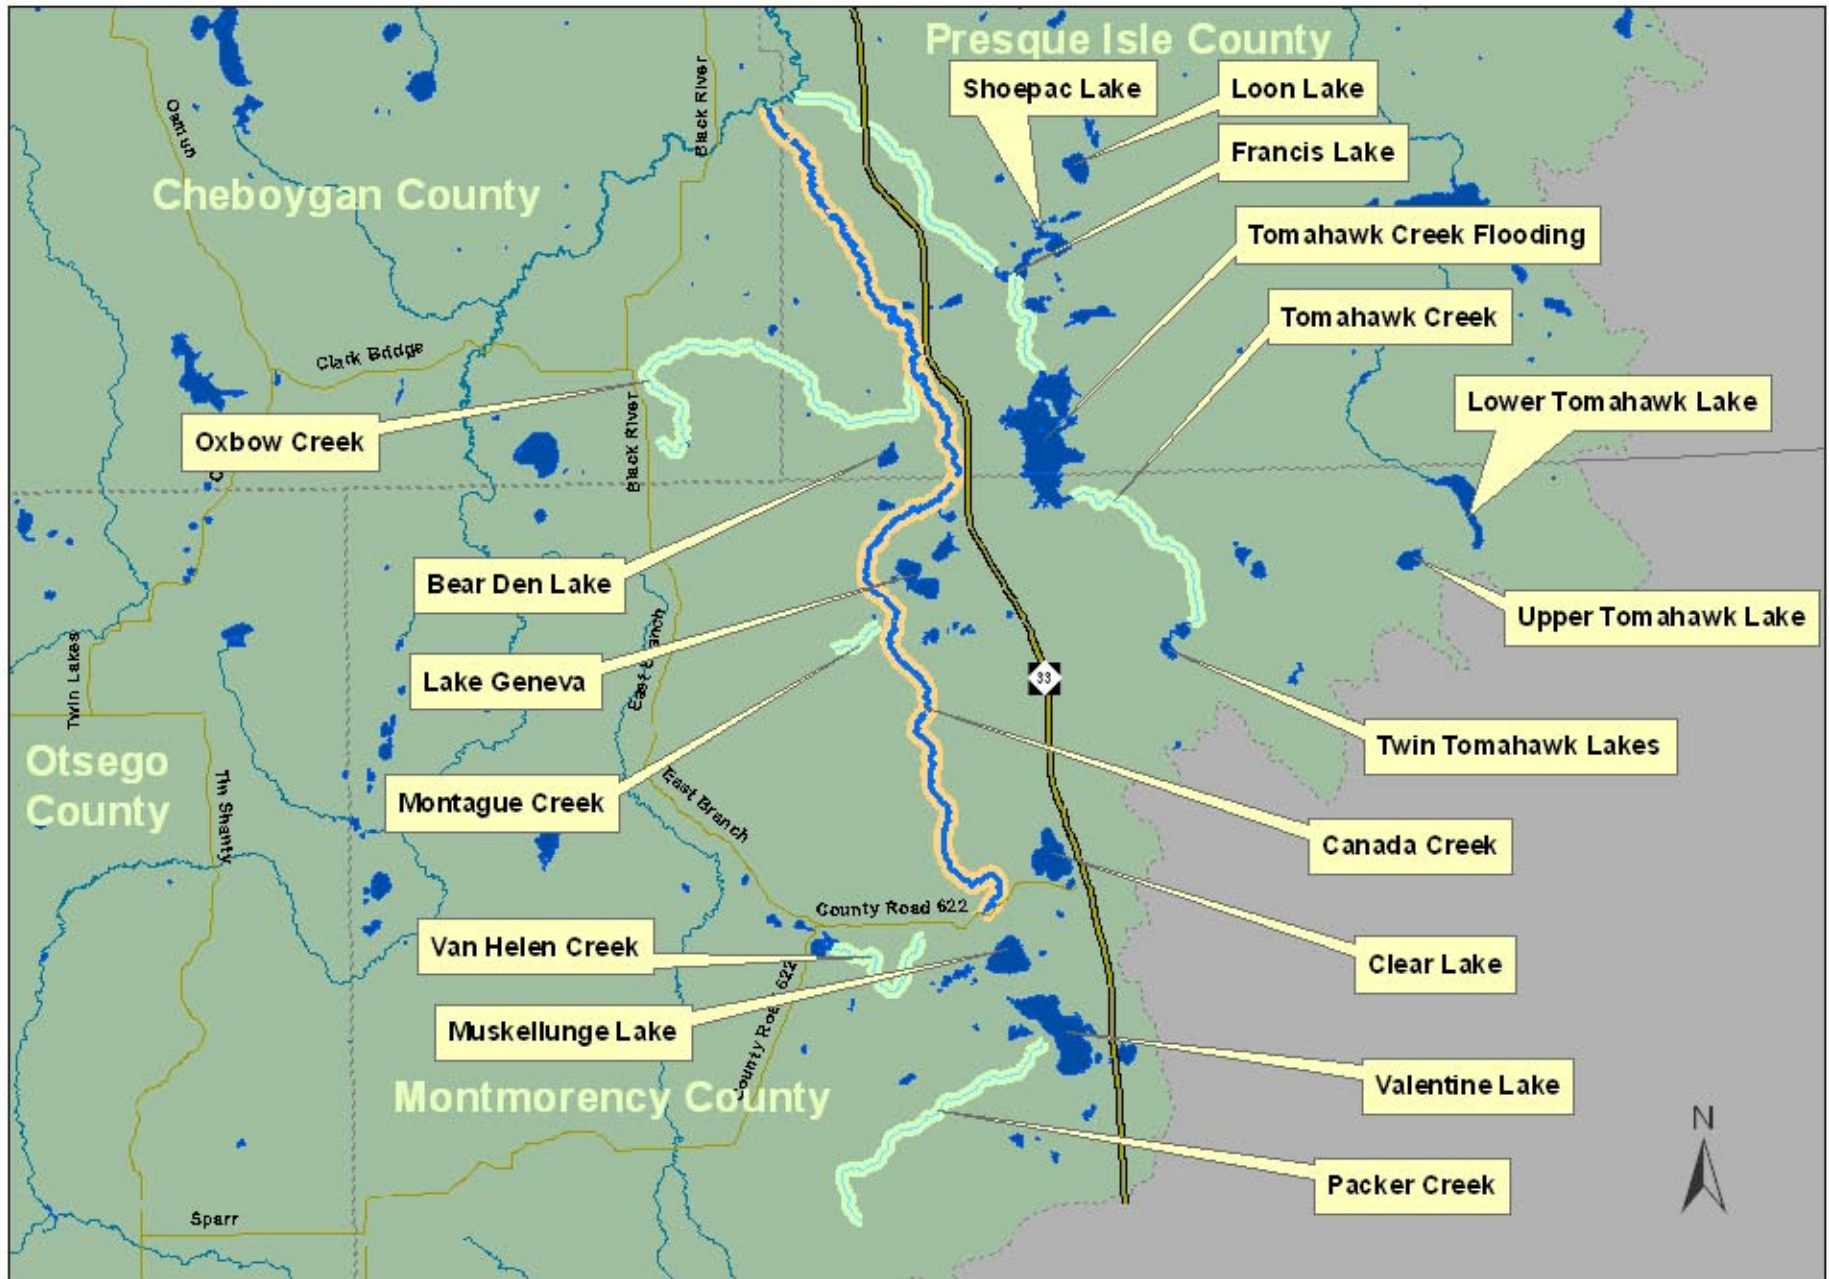 Presque Isle County
Shoepac Lake
Loon Lake
Black River
Osmun
Francis Lake
Cheboygan County
Tomahawk Creek Flooding
Tomahawk Creek
Clark Bridge
Lower Tomahawk Lake
Oxbow Creek
Black River
Bear Den Lake
Upper Tomahawk Lake
Twin Lakes
East Branch
Lake Geneva
33
Twin Tomahawk Lakes
Otsego
County
Tin Shanty
Montague Creek
East Branch
Canada Creek
County Road 622
Van Helen Creek
Clear Lake
County Road 622
Muskellunge Lake
Valentine Lake
Montmorency County
N
Packer Creek
Sparr